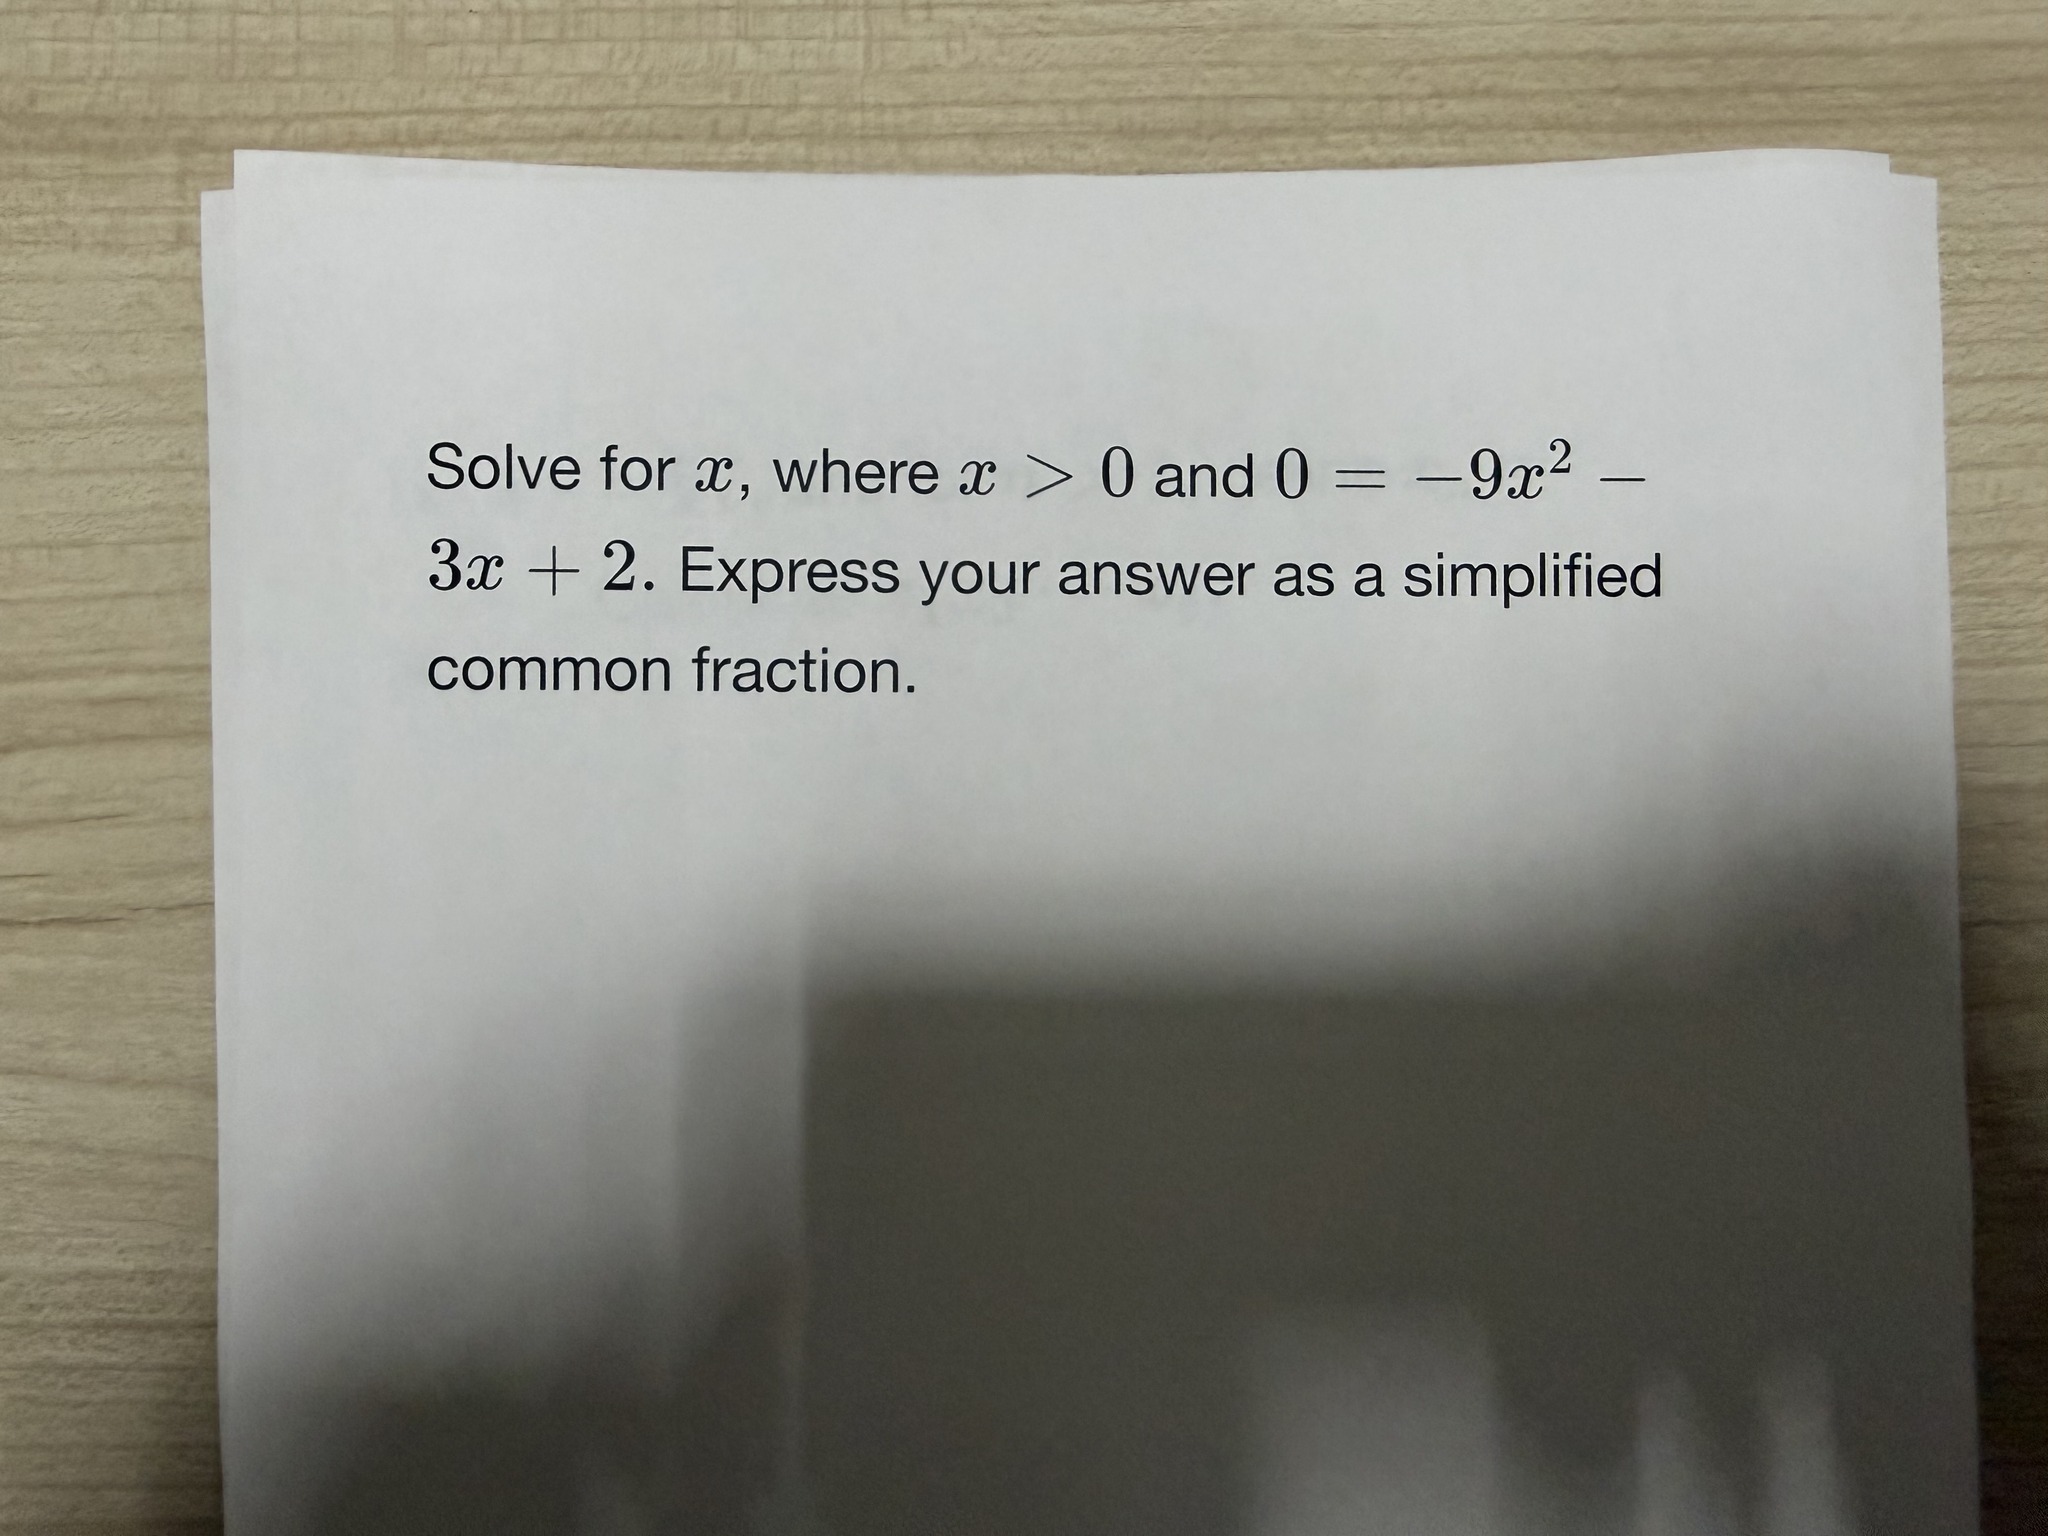 Solve for x, where x > 0 and 0 = −9x² −
3x + 2. Express your answer as a simplified
common fraction.